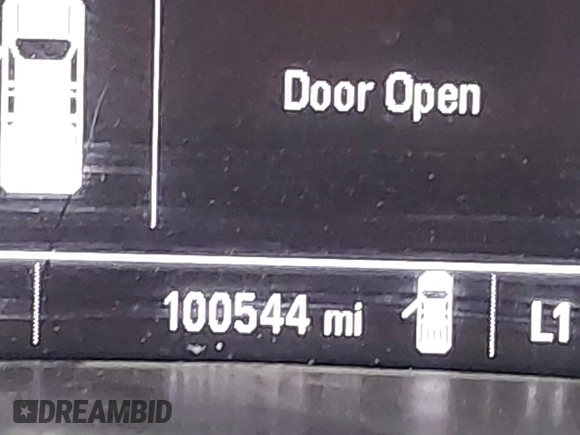 Door Open
100544 mi L1
DREAMBID